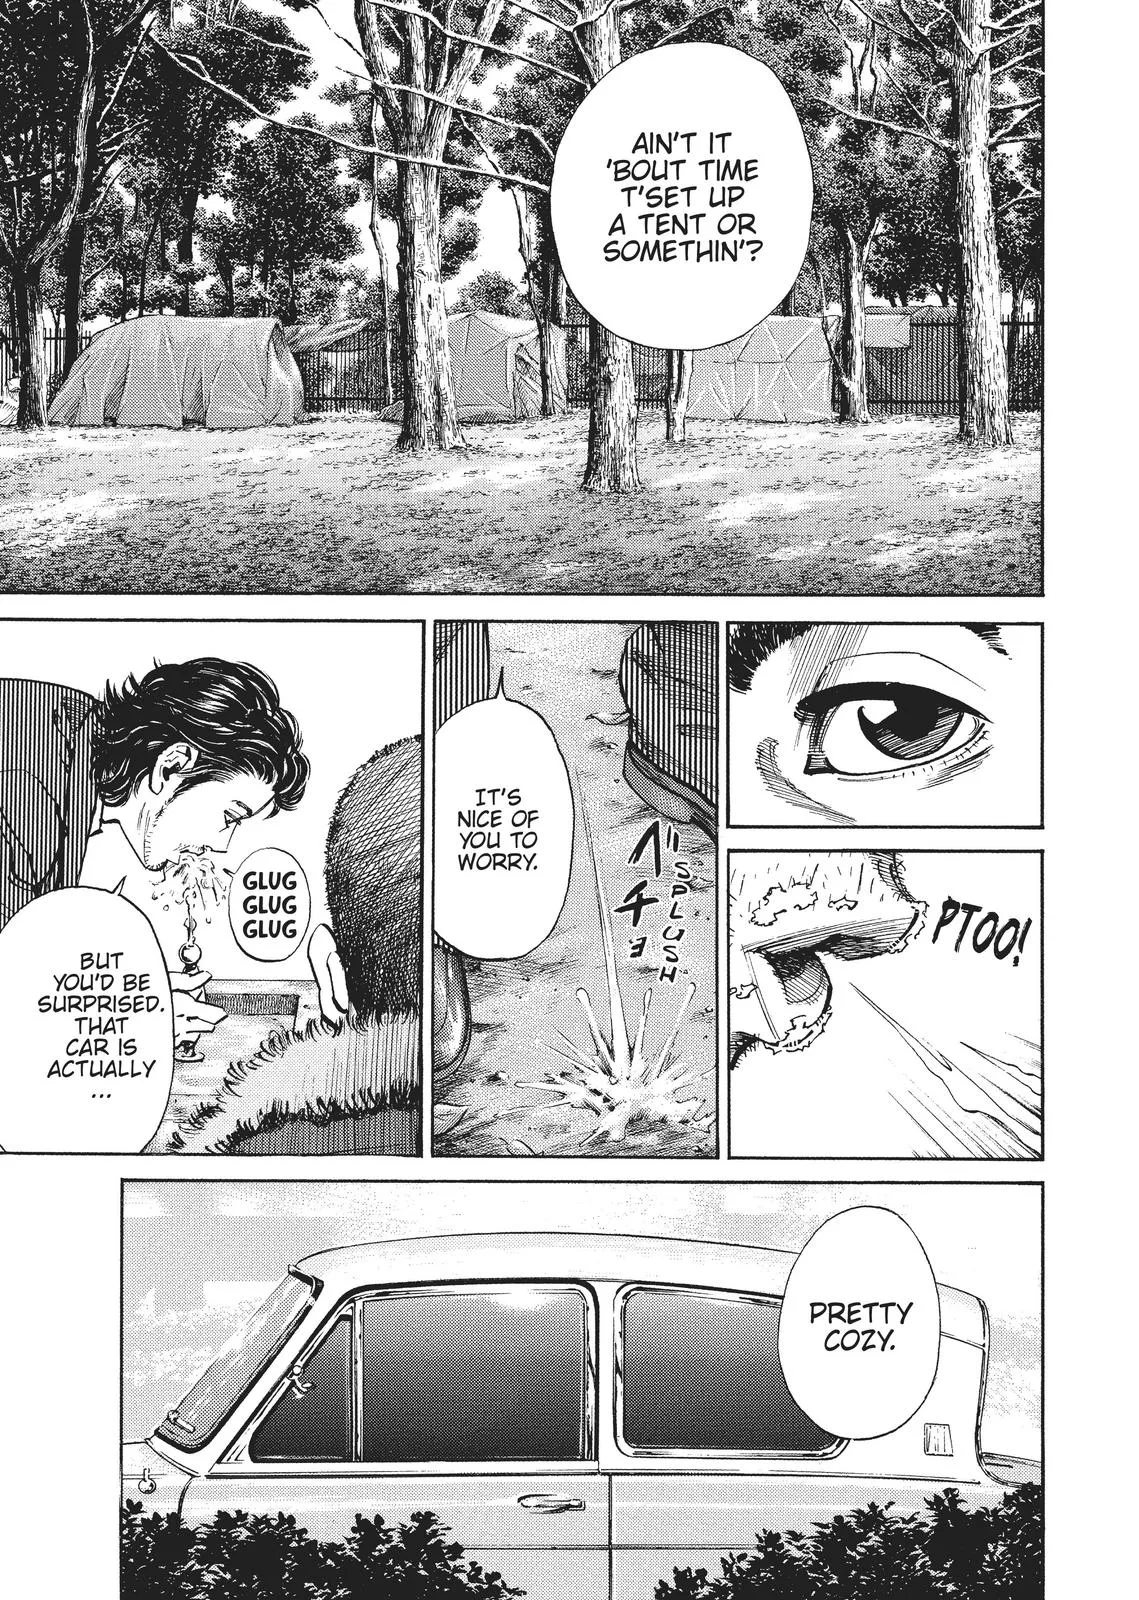 AIN'T IT
'BOUT TIME
T'SET UP
A TENT OR
SOMETHIN'?
PTOO!
IT'S
NICE OF
YOU TO
WORRY.
ベチョ
SPLUSH
GLUG
GLUG
GLUG
BUT
YOU'D BE
SURPRISED.
THAT
CAR IS
ACTUALLY
...
PRETTY
COZY.